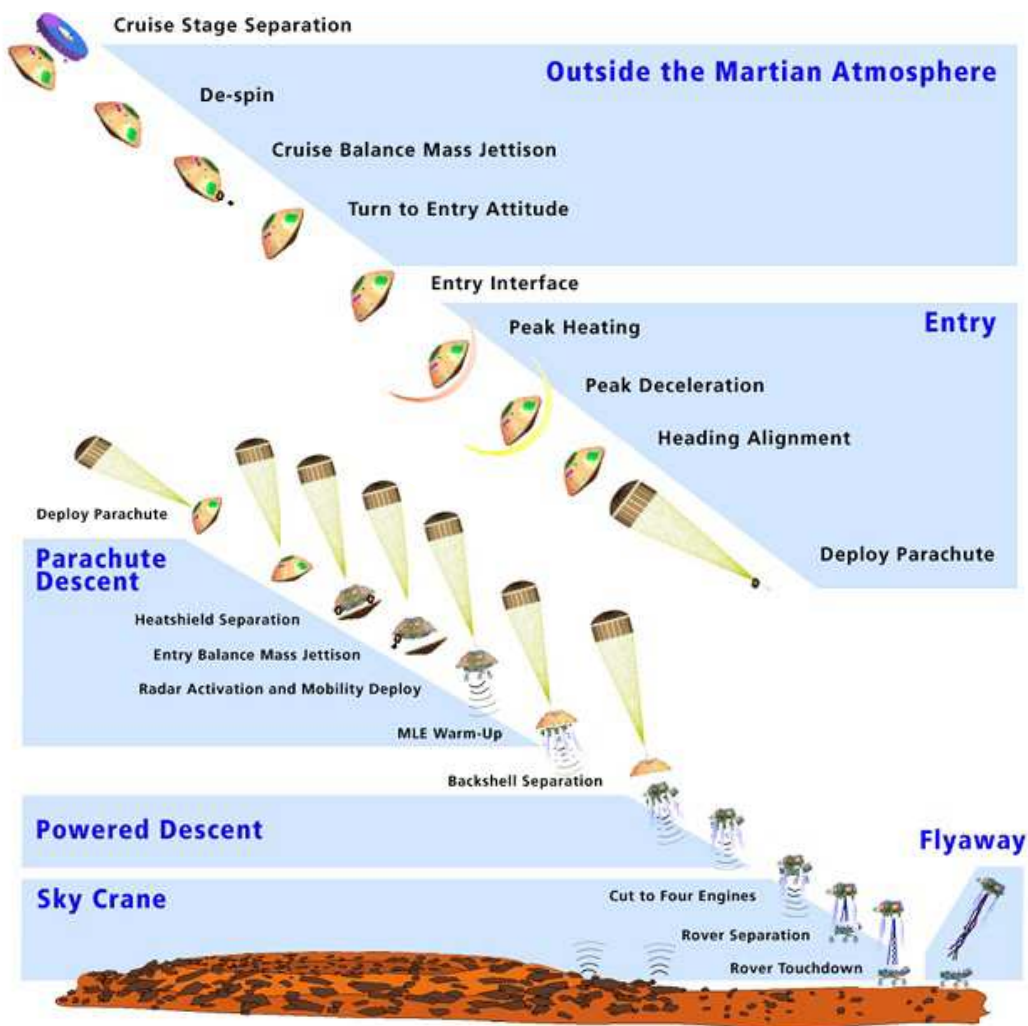 Cruise Stage Separation
Outside the Martian Atmosphere
De-spin
Cruise Balance Mass Jettison
Turn to Entry Attitude
Entry Interface
Entry
Peak Heating
Peak Deceleration
Heading Alignment
Deploy Parachute
Deploy Parachute
Parachute
Descent
Heatshield Separation
Entry Balance Mass Jettison
Radar Activation and Mobility Deploy
MLE Warm-Up
Backshell Separation
Powered Descent
Flyaway
Sky Crane
Cut to Four Engines
Rover Separation
Rover Touchdown